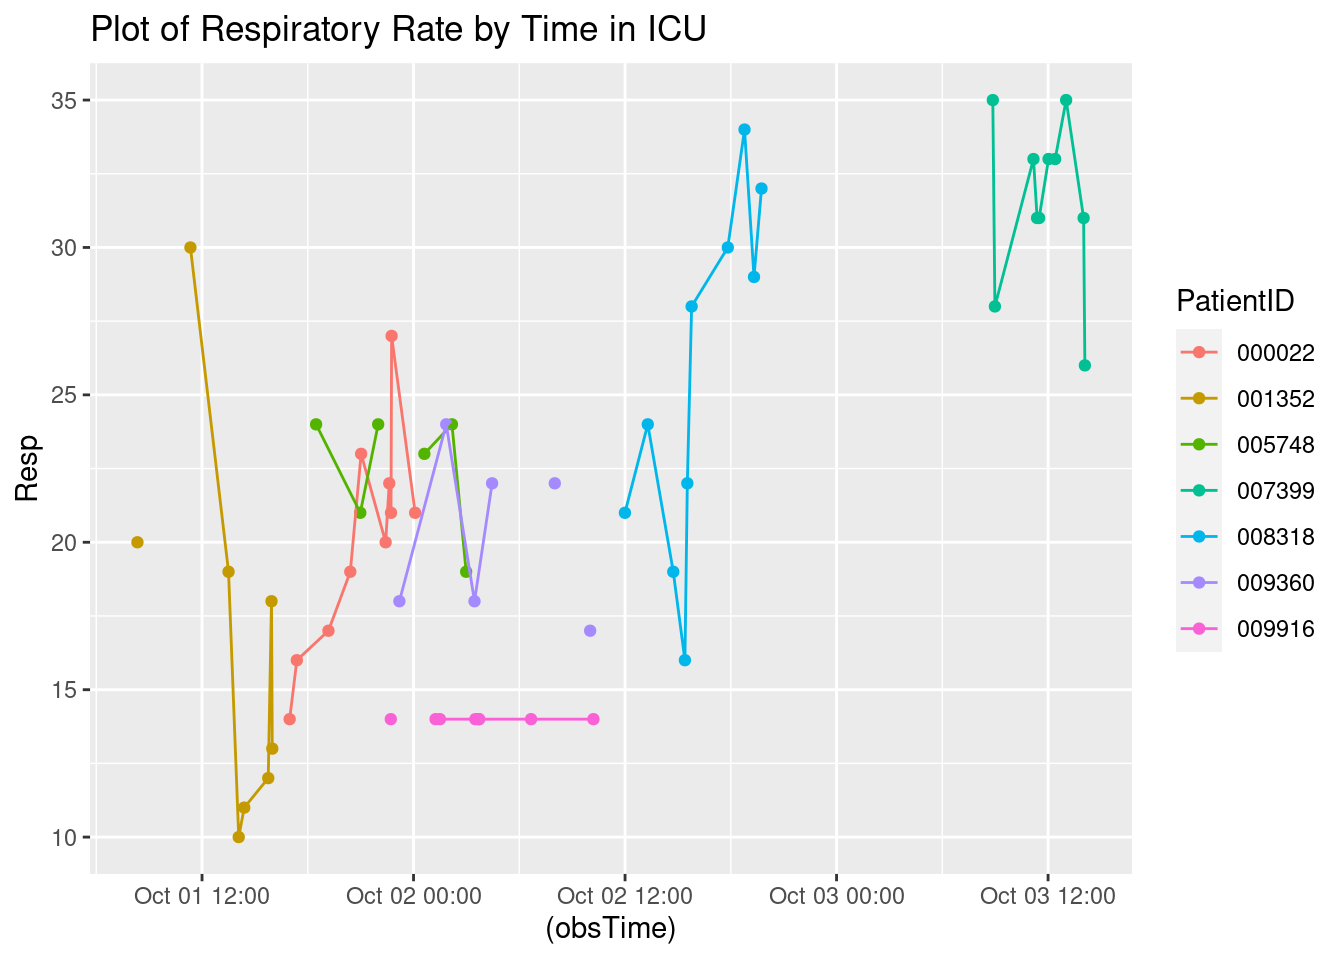 Plot of Respiratory Rate by Time in ICU
35
30
25
20
15
10
Resp
Oct 01 12:00
Oct 02 00:00
Oct 02 12:00
Oct 03 00:00
Oct 03 12:00
(obsTime)
PatientID
000022
001352
005748
007399
008318
009360
009916